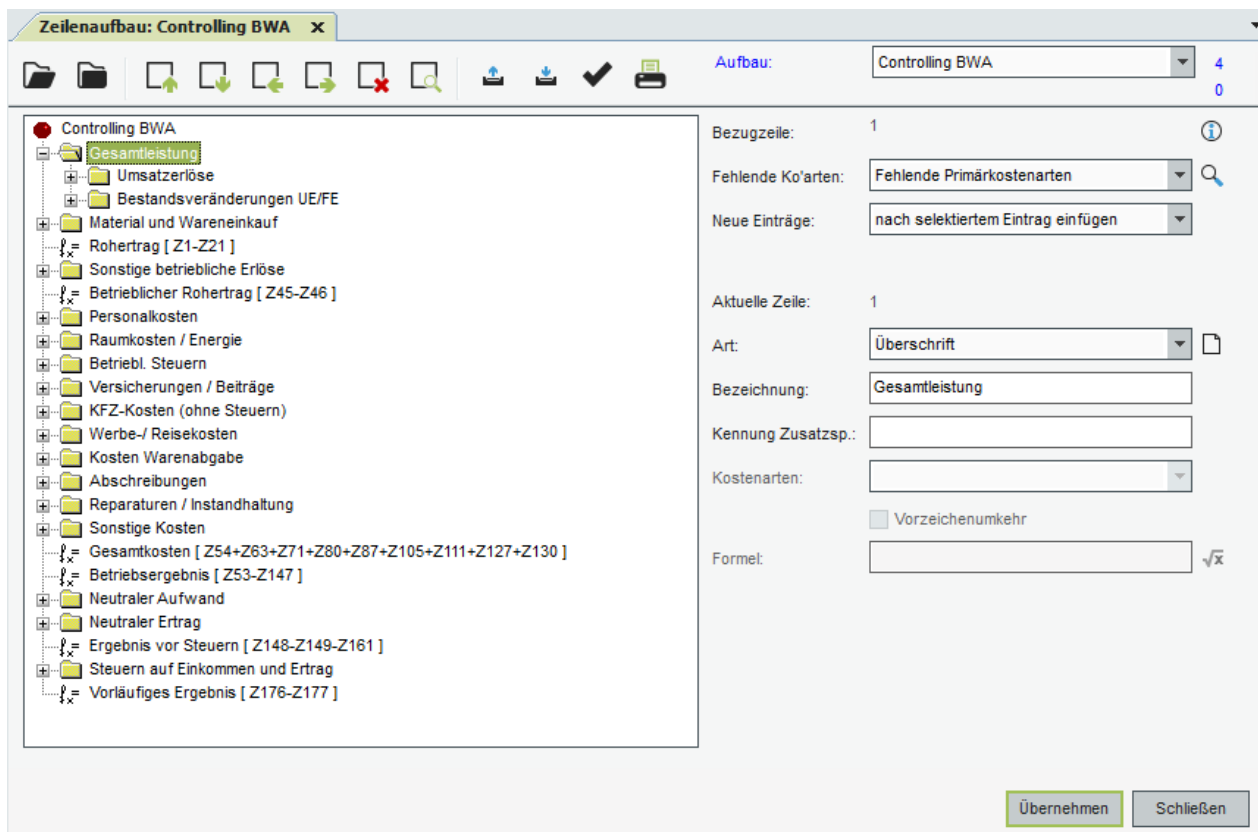 Zeilenaufbau: Controlling BWA X
Aufbau: Controlling BWA 4
0
Controlling BWA
Gesamtleistung
Umsatzerlöse
Bestandsveränderungen UE/FE
Material und Wareneinkauf
Rohertrag [ Z1-Z21 ]
Sonstige betriebliche Erlöse
Betrieblicher Rohertrag [ Z45-Z46 ]
Personalkosten
Raumkosten / Energie
Betriebl. Steuern
Versicherungen / Beiträge
KFZ-Kosten (ohne Steuern)
Werbe-/ Reisekosten
Kosten Warenabgabe
Abschreibungen
Reparaturen / Instandhaltung
Sonstige Kosten
Gesamtkosten [ Z54+Z63+Z71+Z80+Z87+Z105+Z111+Z127+Z130 ]
Betriebsergebnis [ Z53-Z147 ]
Neutraler Aufwand
Neutraler Ertrag
Ergebnis vor Steuern [ Z148-Z149-Z161 ]
Steuern auf Einkommen und Ertrag
Vorläufiges Ergebnis [ Z176-Z177 ]
Bezugzeile: 1
Fehlende Ko'arten: Fehlende Primärkostenarten
Neue Einträge: nach selektiertem Eintrag einfügen
Aktuelle Zeile: 1
Art: Überschrift
Bezeichnung: Gesamtleistung
Kennung Zusatzsp.:
Kostenarten:
Vorzeichenumkehr
Formel: √x
Übernehmen Schließen